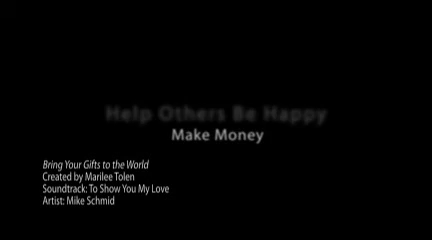 Help Others Be Happy
Make Money
Bring Your Gifts to the World
Created by Marilee Tolen
Soundtrack: To Show You My Love
Artist: Mike Schmid